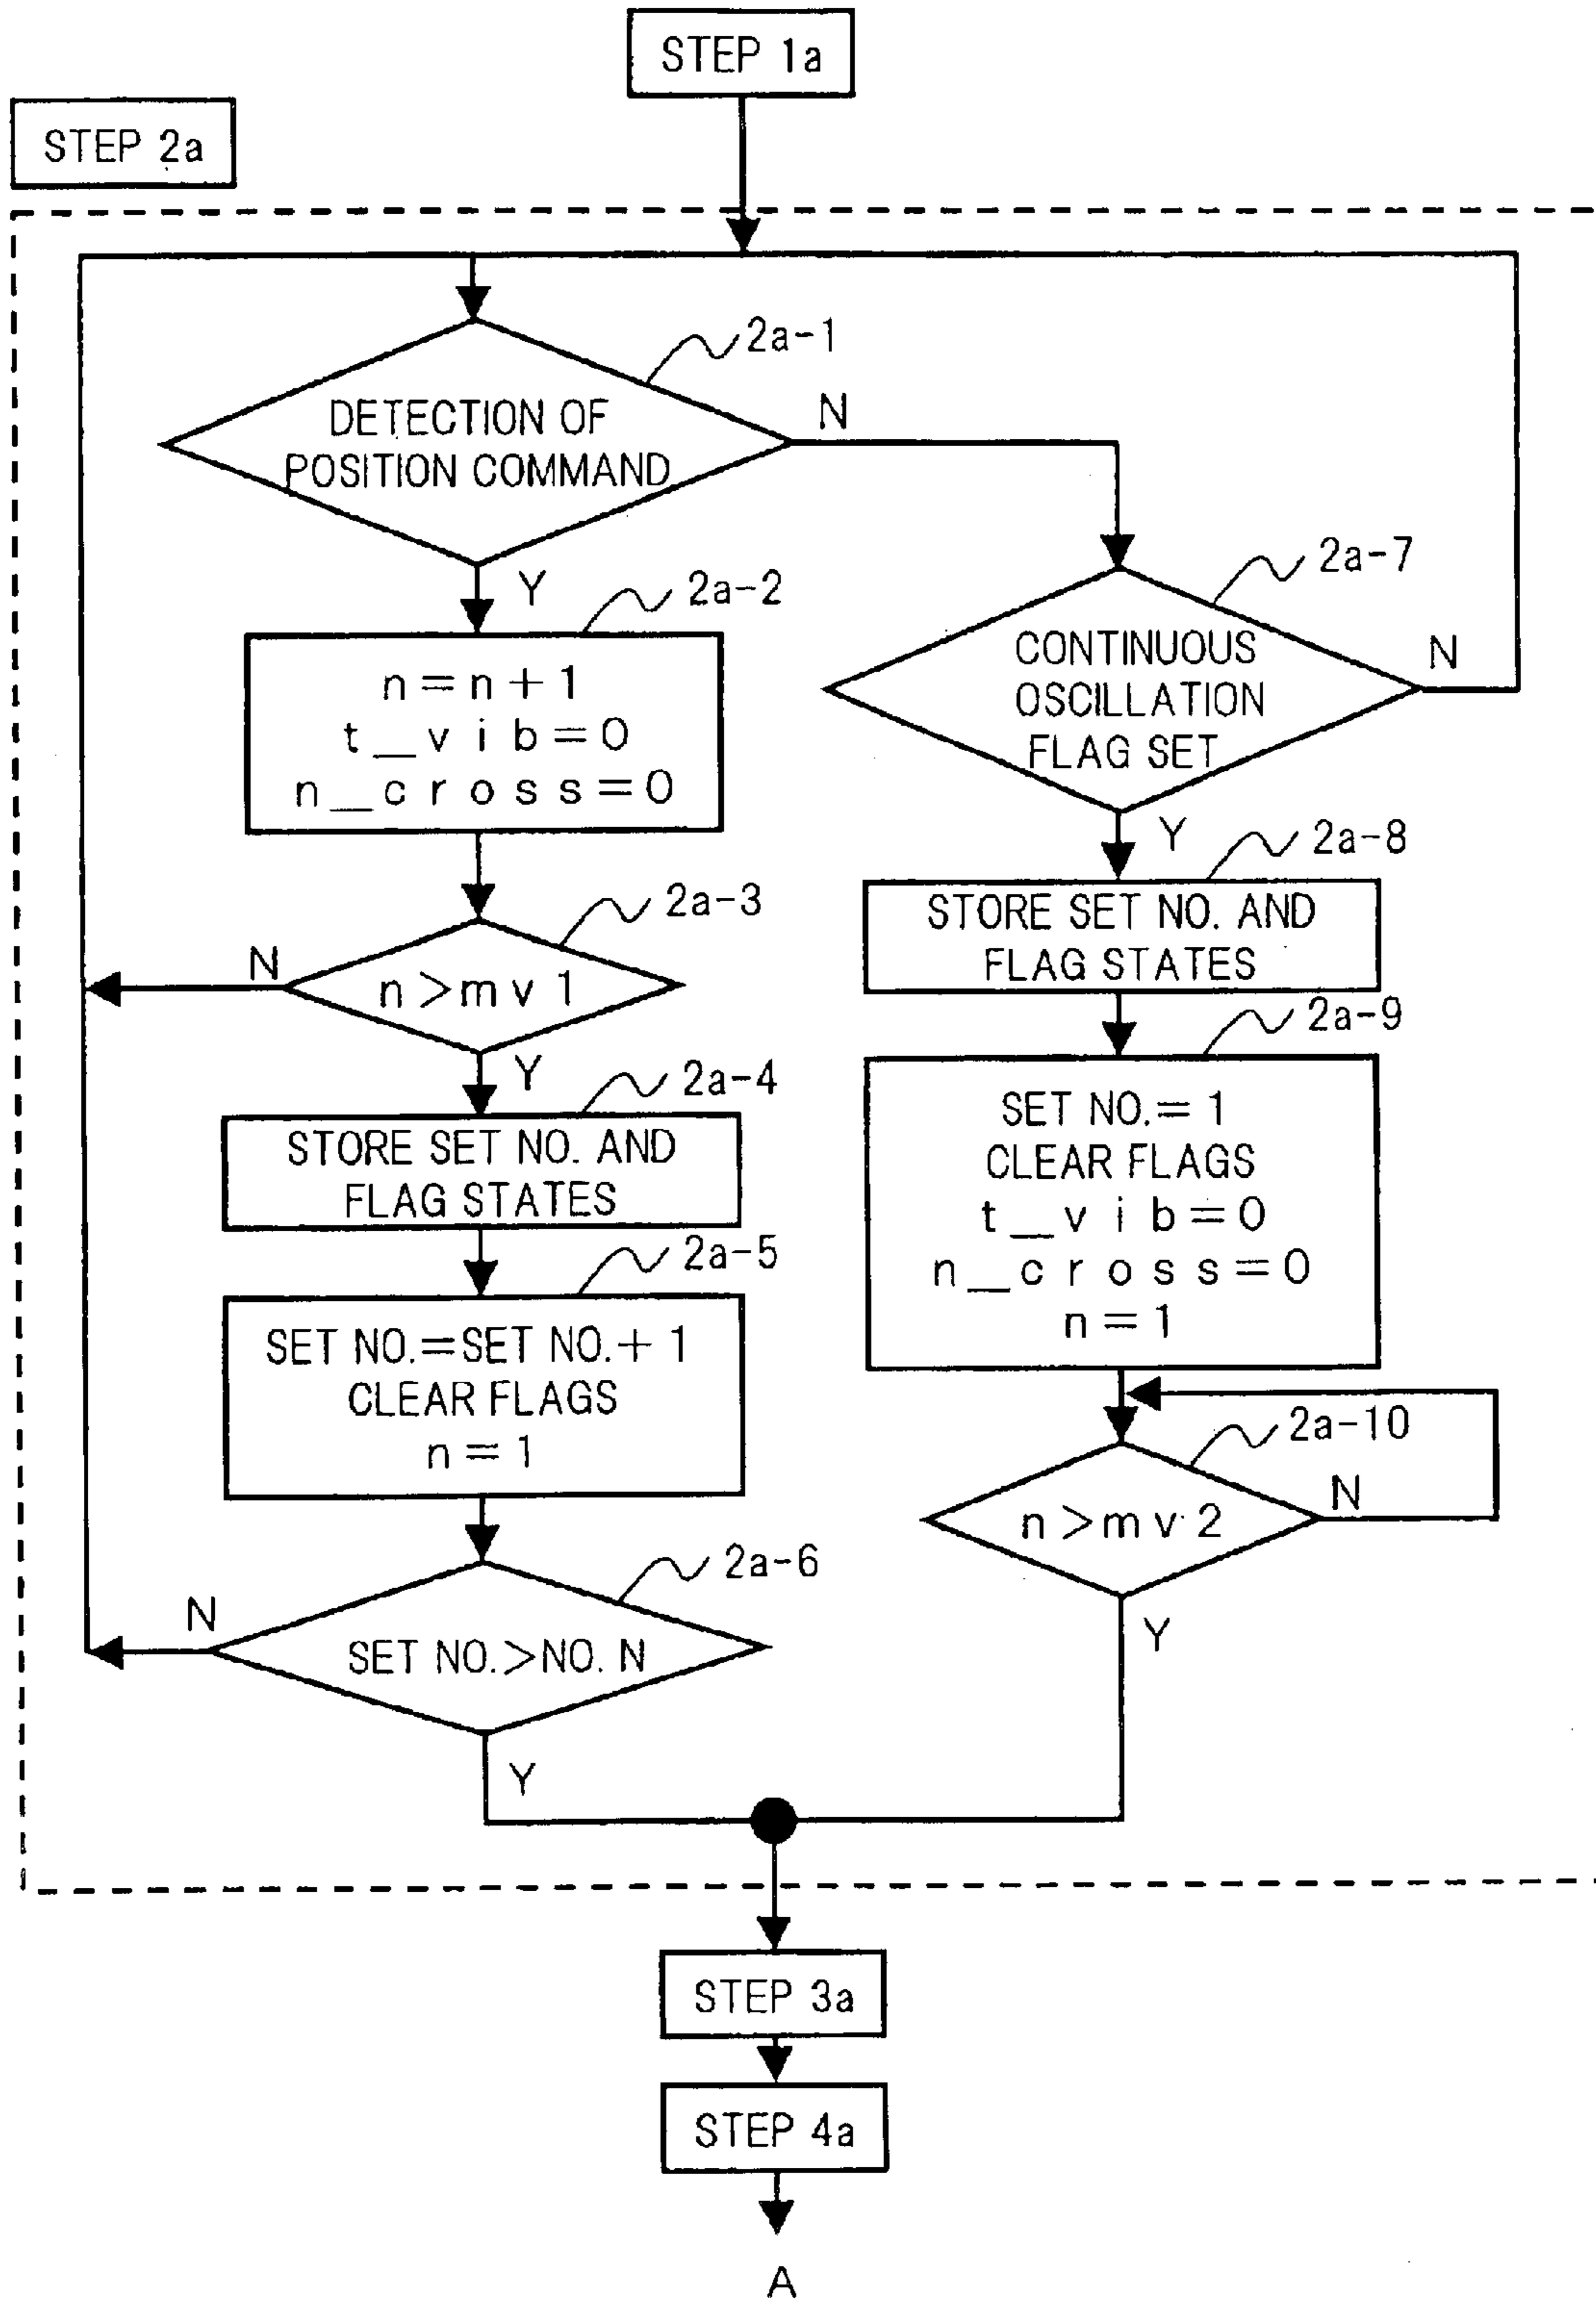 STEP 1a
STEP 2a
2a-1
DETECTION OF
POSITION COMMAND
N
Y
2a-2
n=n+1
t_vib=0
n_cross=0
2a-3
n>mv1
N
Y
2a-4
STORE SET NO. AND
FLAG STATES
2a-5
SET NO.=SET NO.+1
CLEAR FLAGS
n=1
2a-6
SET NO.>NO. N
N
Y
2a-7
CONTINUOUS
OSCILLATION
FLAG SET
N
Y
2a-8
STORE SET NO. AND
FLAG STATES
2a-9
SET NO.=1
CLEAR FLAGS
t_vib=0
n_cross=0
n=1
2a-10
n>mv2
N
Y
STEP 3a
STEP 4a
A